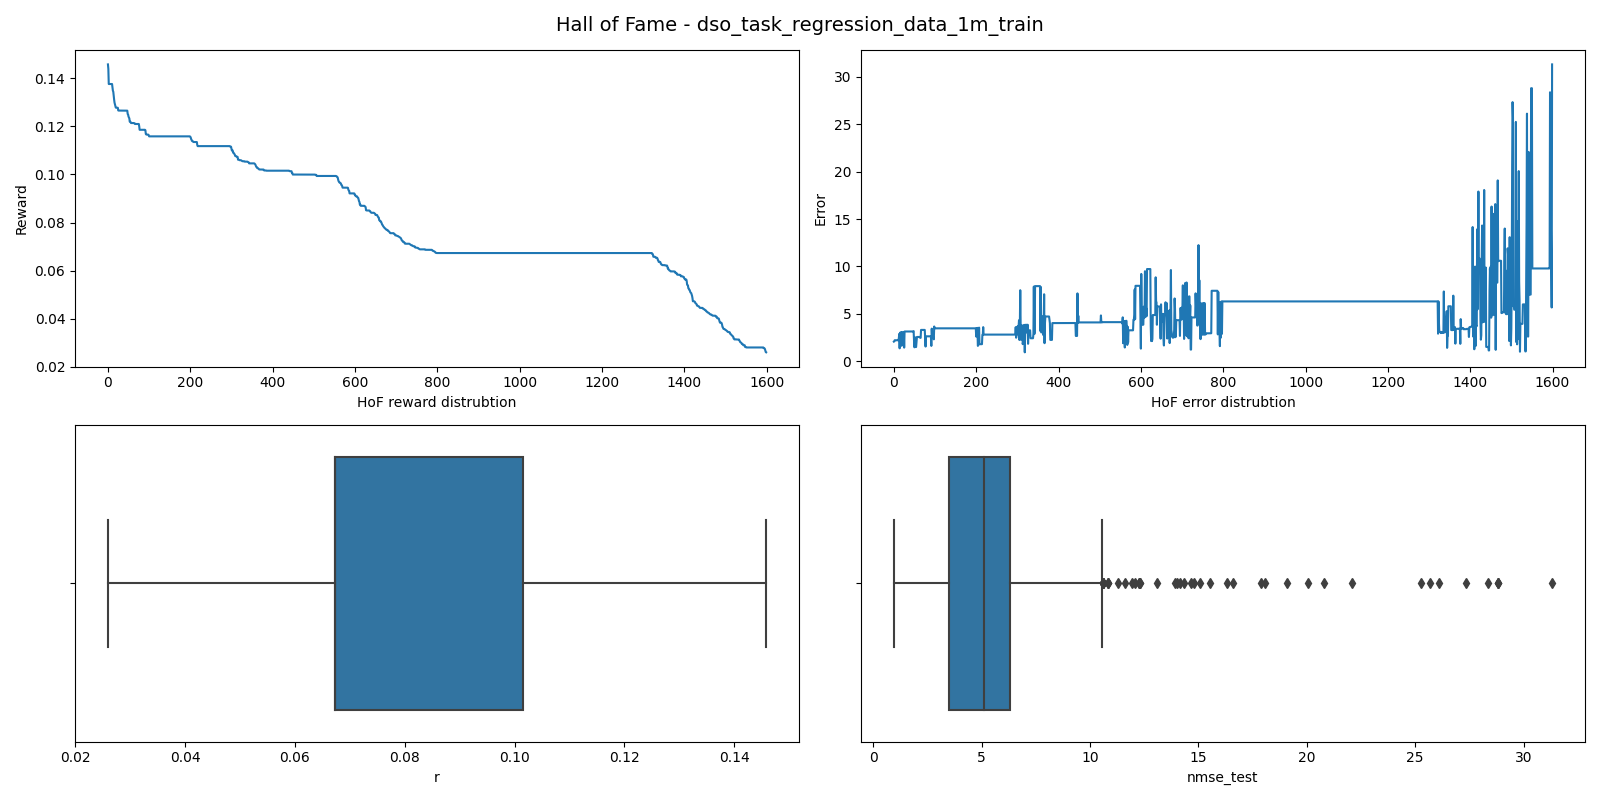 Hall of Fame - dso_task_regression_data_1m_train
Reward
0.14
0.12
0.10
0.08
0.06
0.04
0.02
0 200 400 600 800 1000 1200 1400 1600
HoF reward distrubtion
Error
30
25
20
15
10
5
0
0 200 400 600 800 1000 1200 1400 1600
HoF error distrubtion
0.02 0.04 0.06 0.08 0.10 0.12 0.14
r
0 5 10 15 20 25 30
nmse_test